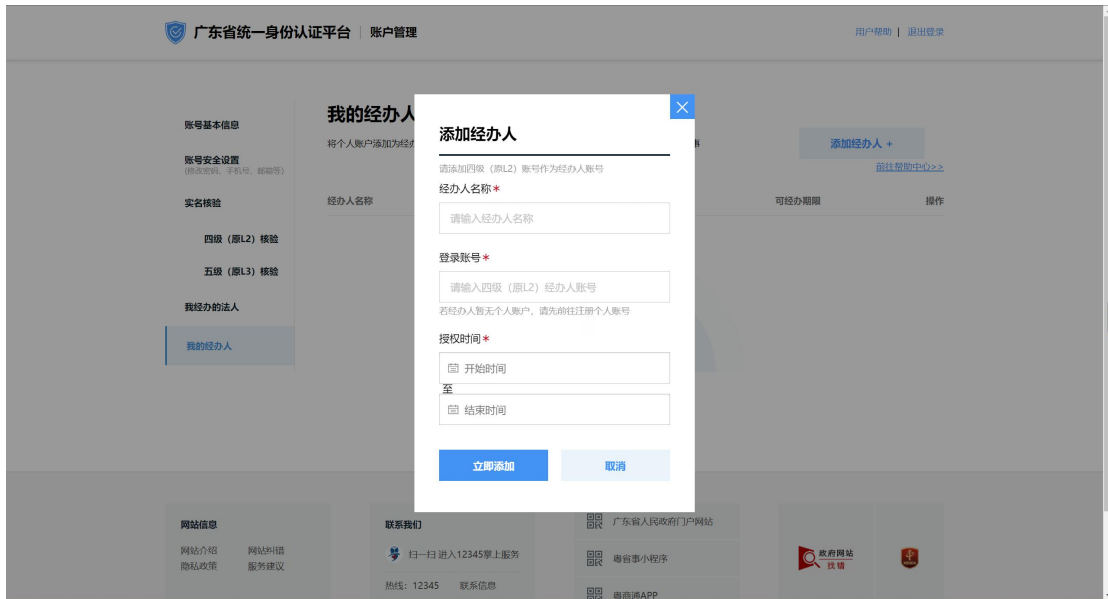 广东省统一身份认证平台 | 账户管理
用户帮助 | 退出登录
账号基本信息
账号安全设置
(修改密码、手机号、邮箱等)
实名核验
四级（原L2）核验
五级（原L3）核验
我经办的法人
我的经办人
我的经办人
将个人账户添加为经
添加经办人 +
前往帮助中心>>
经办人名称
可经办期限
操作
添加经办人
请添加四级（原L2）账号作为经办人账号
经办人名称*
请输入经办人名称
登录账号*
请输入四级（原L2）经办人账号
若经办人暂无个人账户，请先前往注册个人账号
授权时间*
开始时间
至
结束时间
立即添加
取消
网站信息
网站介绍
网站纠错
隐私政策
服务建议
联系我们
扫一扫 进入12345掌上服务
热线：12345
联系信息
广东省人民政府门户网站
粤省事小程序
粤商通APP
政府网站
找错